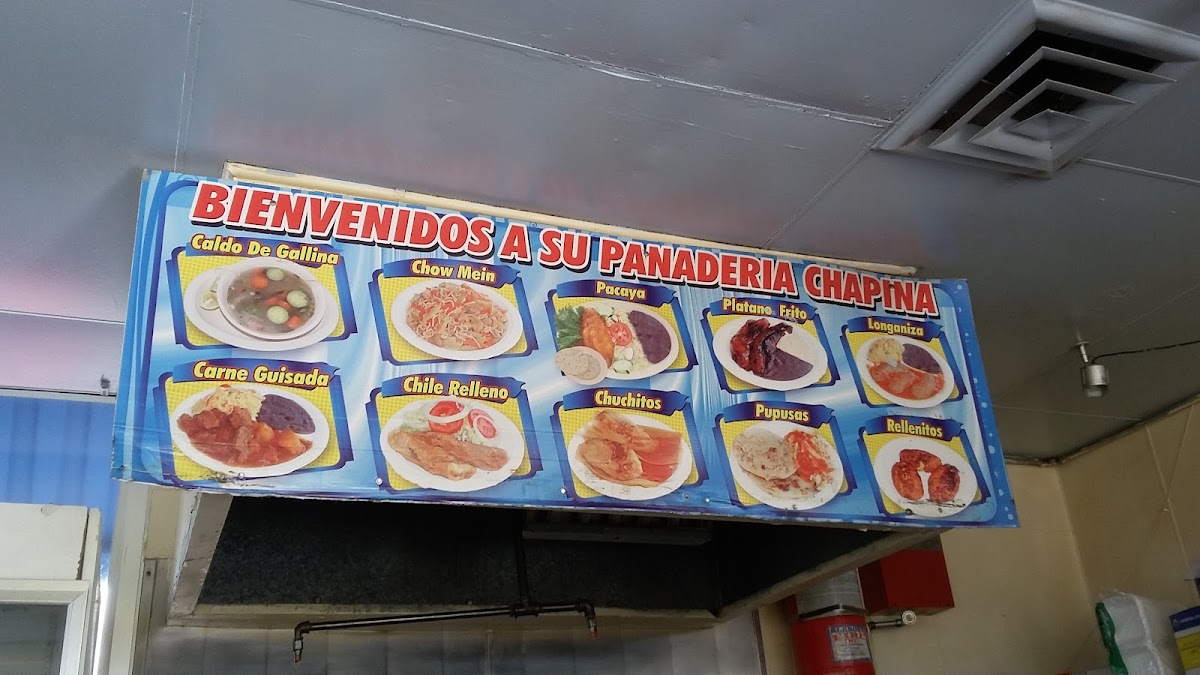 BIENVENIDOS A SU PANADERIA CHAPINA
Caldo De Gallina
Chow Mein
Pacaya
Platano Frito
Longaniza
Carne Guisada
Chile Relleno
Chuchitos
Pupusas
Rellenitos